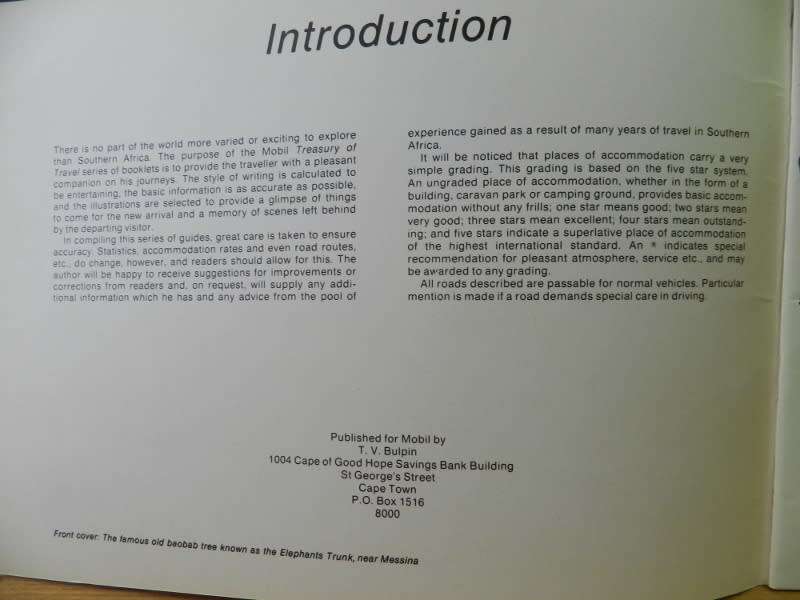 Introduction
There is no part of the world more varied or exciting to explore
than Southern Africa. The purpose of the Mobil Treasury of
Travel series of booklets is to provide the traveller with a pleasant
companion on his journeys. The style of writing is calculated to
be entertaining, the basic information is as accurate as possible,
and the illustrations are selected to provide a glimpse of things
to come for the new arrival and a memory of scenes left behind
by the departing visitor.
In compiling this series of guides, great care is taken to ensure
accuracy. Statistics, accommodation rates and even road routes,
etc., do change, however, and readers should allow for this. The
author will be happy to receive suggestions for improvements or
corrections from readers and, on request, will supply any addi-
tional information which he has and any advice from the pool of
experience gained as a result of many years of travel in Southern
Africa.
It will be noticed that places of accommodation carry a very
simple grading. This grading is based on the five star system.
An ungraded place of accommodation, whether in the form of a
building, caravan park or camping ground, provides basic accom-
modation without any frills; one star means good; two stars mean
very good; three stars mean excellent; four stars mean outstand-
ing; and five stars indicate a superlative place of accommodation
of the highest international standard. An * indicates special
recommendation for pleasant atmosphere, service etc., and may
be awarded to any grading.
All roads described are passable for normal vehicles. Particular
mention is made if a road demands special care in driving.
Published for Mobil by
T. V. Bulpin
1004 Cape of Good Hope Savings Bank Building
St George's Street
Cape Town
P.O. Box 1516
8000
Front cover: The famous old baobab tree known as the Elephants Trunk, near Messina